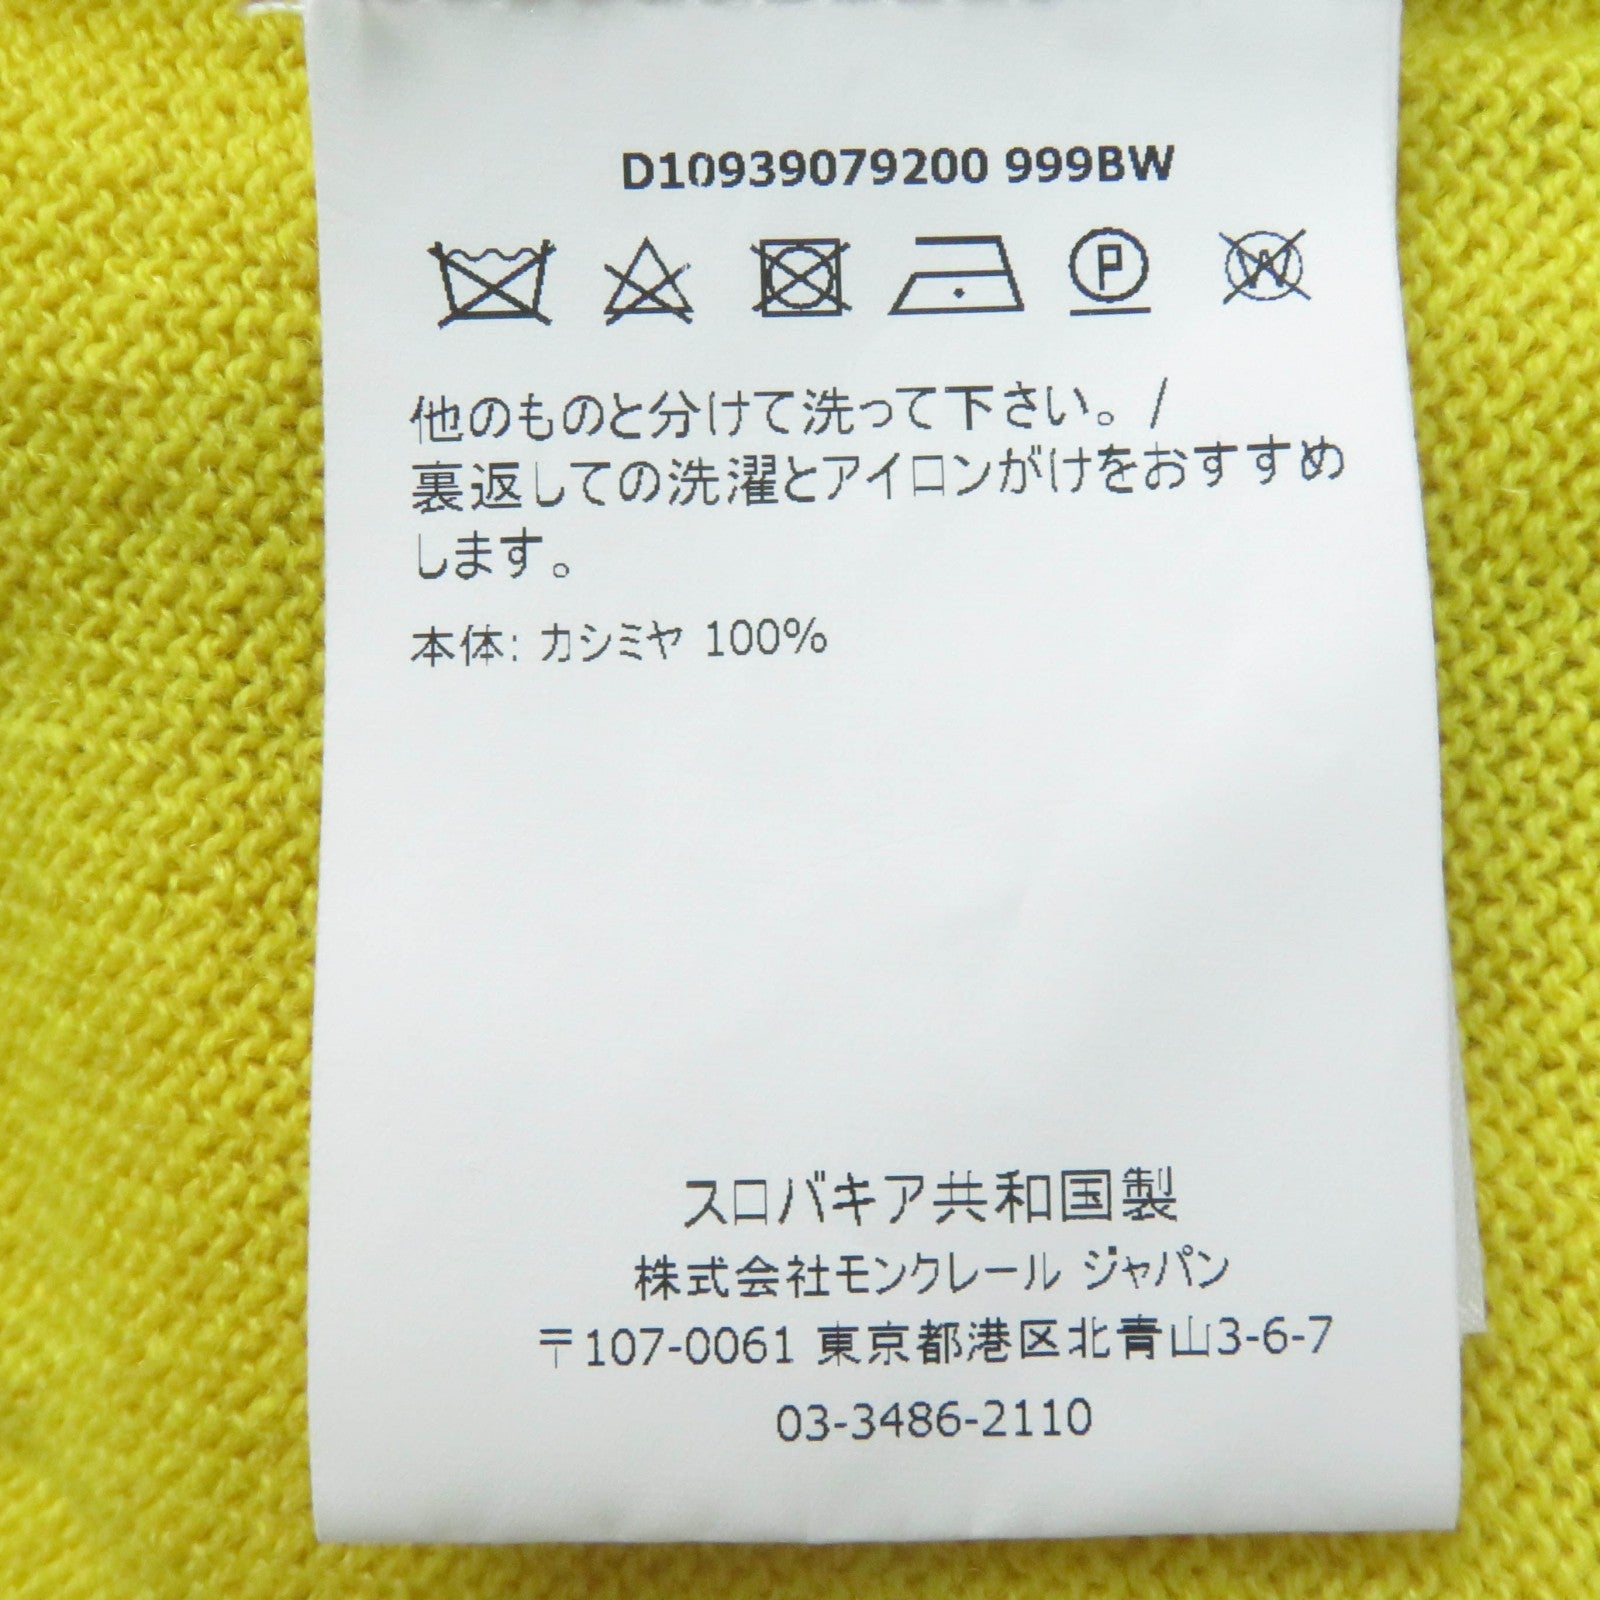 D10939079200 999BW
P W
他のものと分けて洗って下さい。/
裏返しての洗濯とアイロンがけをおすすめ
します。
本体: カシミヤ 100%
スロバキア共和国製
株式会社モンクレール ジャパン
〒107-0061 東京都港区北青山3-6-7
03-3486-2110